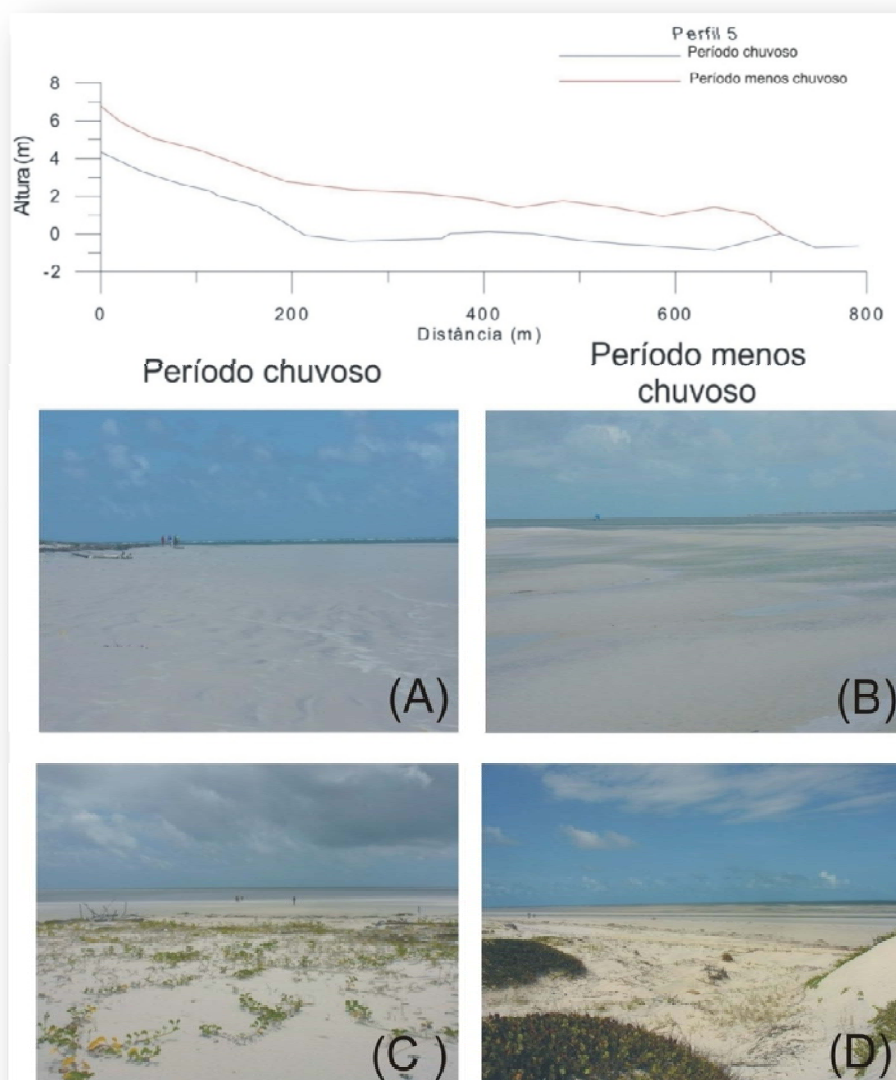 Perfil 5
Período chuvoso
Período menos chuvoso
8
6
4
2
0
-2
Altura (m)
0 200 400 600 800
Distância (m)
Período chuvoso
Período menos
chuvoso
(A)
(B)
(C)
(D)